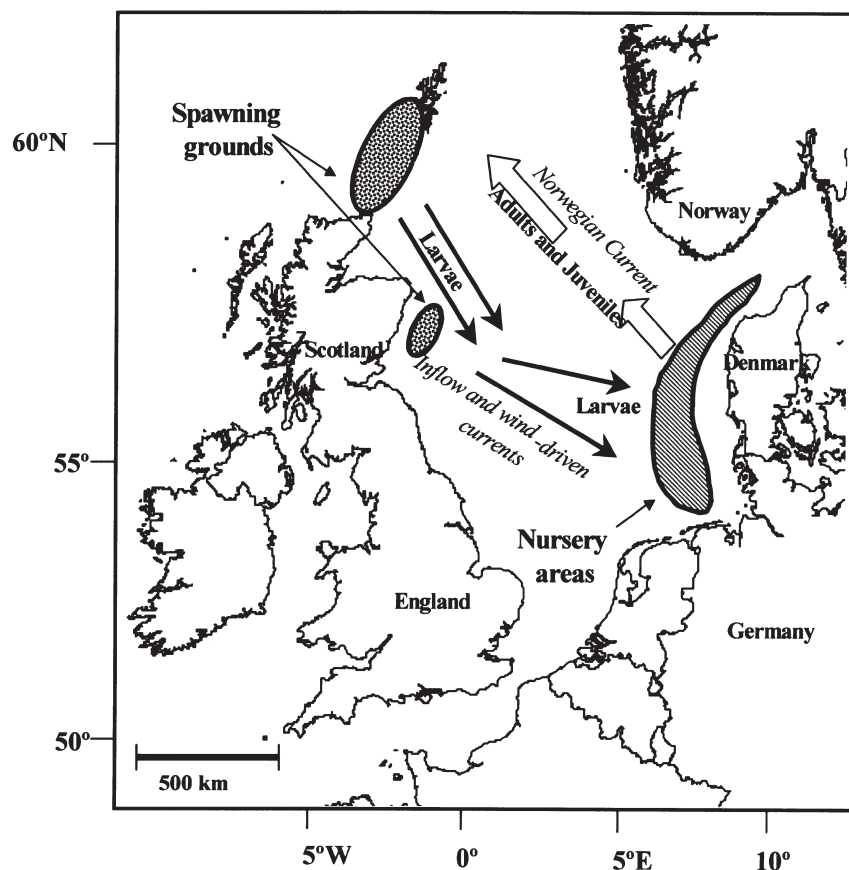 Spawning
grounds
60ºN
Norwegian Current
Norway
Adults and Juveniles
Larvae
Scotland
Denmark
Inflow and wind-driven
currents
Larvae
55º
Nursery
areas
England
Germany
50º
500 km
5ºW
0º
5ºE
10º